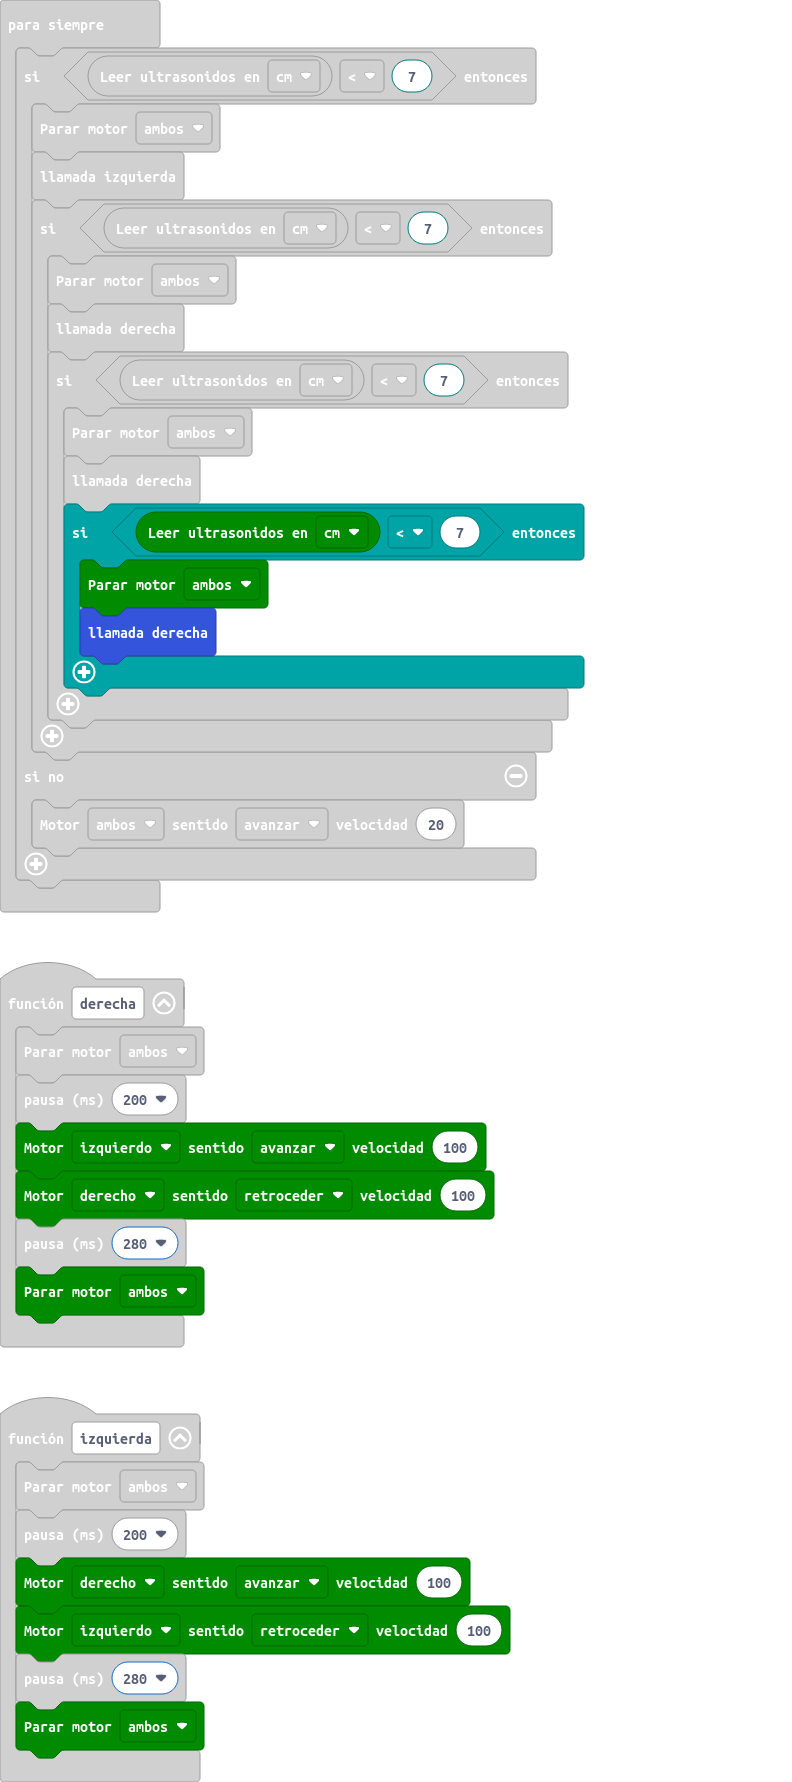 para siempre
si Leer ultrasonidos en cm < 7 entonces
Parar motor ambos
llamada izquierda
si Leer ultrasonidos en cm < 7 entonces
Parar motor ambos
llamada derecha
si Leer ultrasonidos en cm < 7 entonces
Parar motor ambos
llamada derecha
si Leer ultrasonidos en cm < 7 entonces
Parar motor ambos
llamada derecha
si no
Motor ambos sentido avanzar velocidad 20
función derecha
Parar motor ambos
pausa (ms) 200
Motor izquierdo sentido avanzar velocidad 100
Motor derecho sentido retroceder velocidad 100
pausa (ms) 280
Parar motor ambos
función izquierda
Parar motor ambos
pausa (ms) 200
Motor derecho sentido avanzar velocidad 100
Motor izquierdo sentido retroceder velocidad 100
pausa (ms) 280
Parar motor ambos